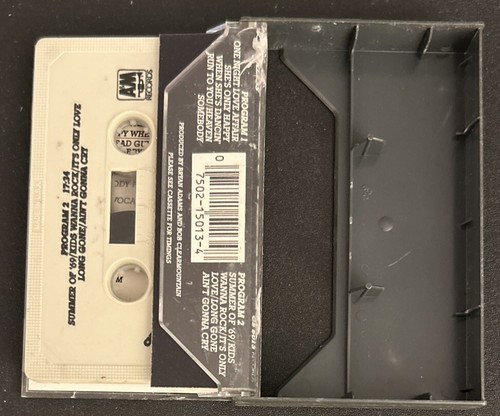 A&M
RECORDS
PROGRAM 2
17:24
SUMMER OF '69/KIDS WANNA ROCK/IT'S ONLY LOVE
LONG GONE/AIN'T GONNA CRY
PROGRAM 1
ONE NIGHT LOVE AFFAIR
SHE'S ONLY HAPPY
WHEN SHE'S DANCIN'
RUN TO YOU/HEAVEN
SOMEBODY
PROGRAM 2
SUMMER OF '69/KIDS
WANNA ROCK/IT'S ONLY
LOVE/LONG GONE
AIN'T GONNA CRY
PRODUCED BY BRYAN ADAMS AND BOB CLEARMOUNTAIN
PLEASE SEE CASSETTE FOR TIMINGS
0 7502-15013-4